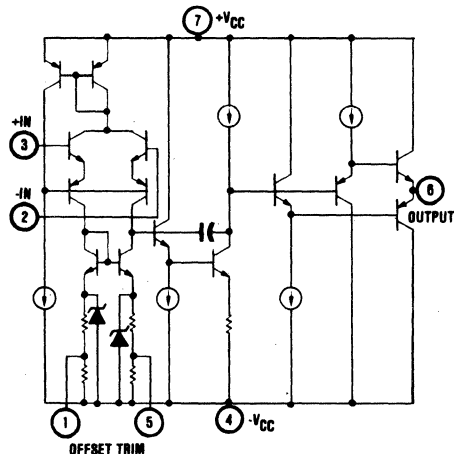 7 +VCC
+IN
3
-IN
2
6
OUTPUT
1
5
4 -VCC
OFFSET TRIM